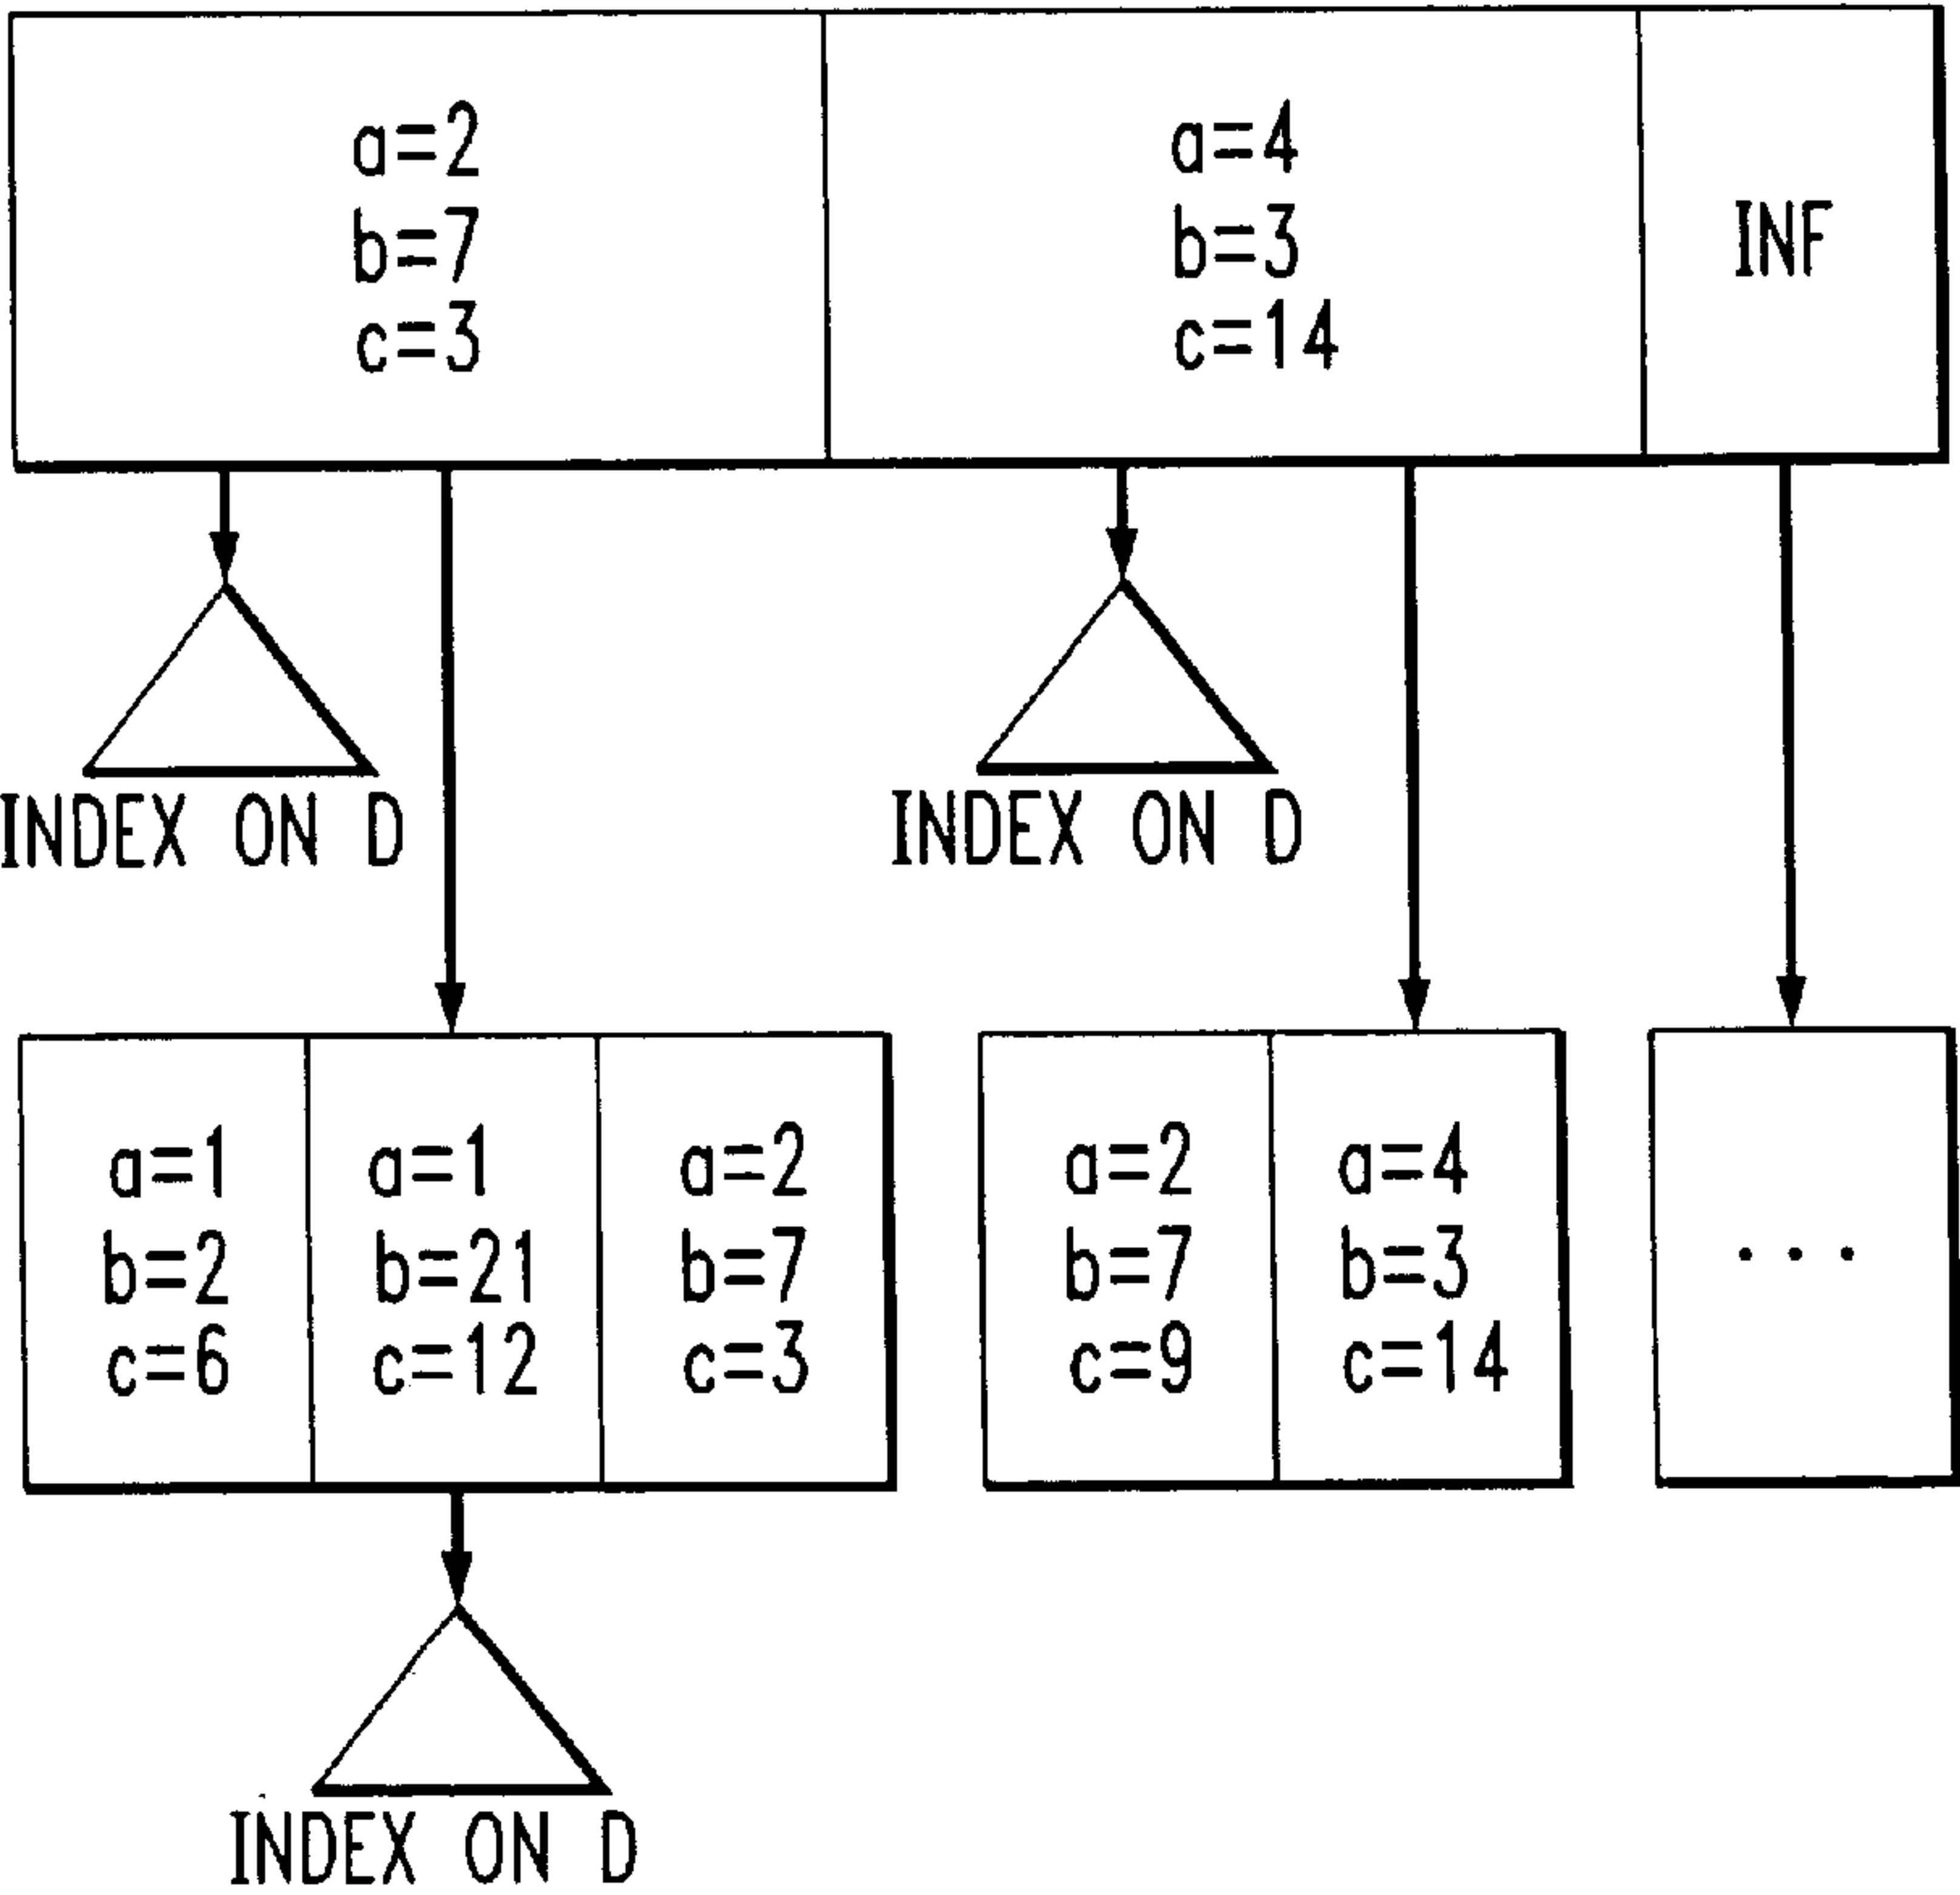 a=2
b=7
c=3
a=4
b=3
c=14
INF
INDEX ON D
INDEX ON D
a=1
b=2
c=6
a=1
b=21
c=12
a=2
b=7
c=3
a=2
b=7
c=9
a=4
b=3
c=14
. . .
INDEX ON D